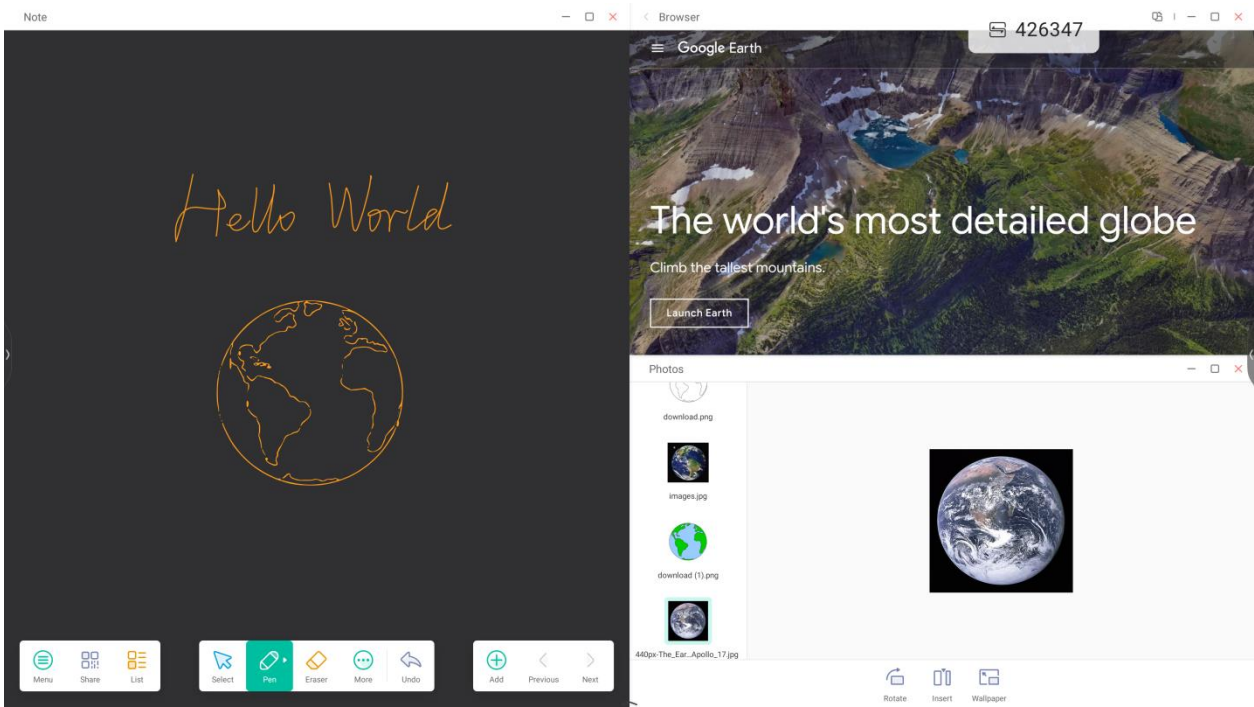 Note
Hello World
Menu
Share
List
Select
Pen
Eraser
More
Undo
Add
Previous
Next
Browser
426347
Google Earth
The world's most detailed globe
Climb the tallest mountains.
Launch Earth
Photos
download.png
images.jpg
download (1).png
440px-The_Ear...Apollo_17.jpg
Rotate
Insert
Wallpaper